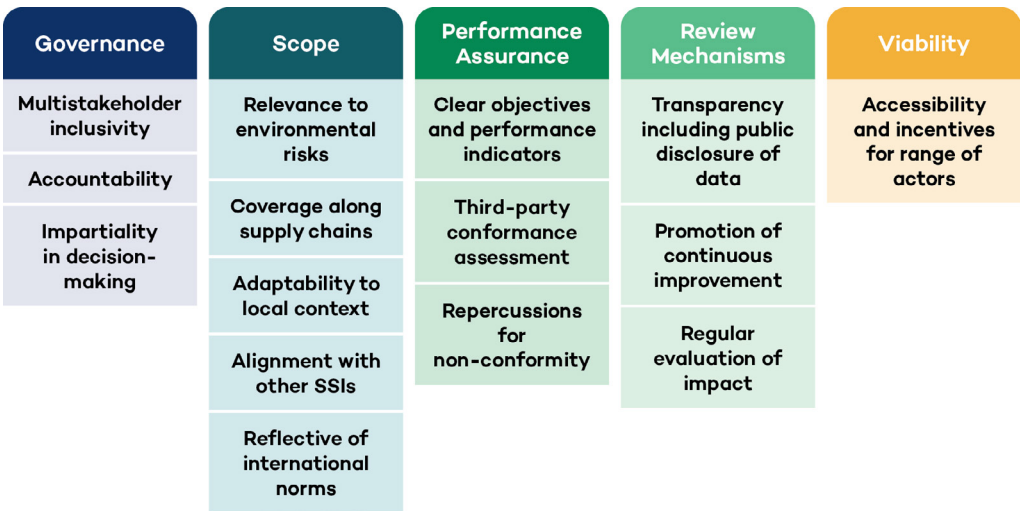 Governance
Multistakeholder
inclusivity
Accountability
Impartiality
in decision-
making
Scope
Relevance to
environmental
risks
Coverage along
supply chains
Adaptability to
local context
Alignment with
other SSIs
Reflective of
international
norms
Performance
Assurance
Clear objectives
and performance
indicators
Third-party
conformance
assessment
Repercussions
for
non-conformity
Review
Mechanisms
Transparency
including public
disclosure of
data
Promotion of
continuous
improvement
Regular
evaluation of
impact
Viability
Accessibility
and incentives
for range of
actors